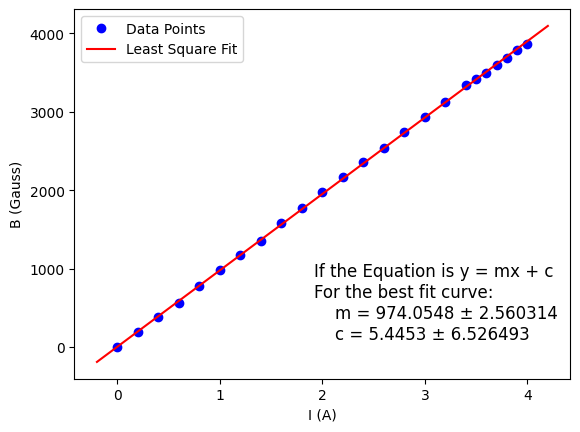 Data Points
Least Square Fit
B (Gauss)
4000
3000
2000
1000
0
If the Equation is y = mx + c
For the best fit curve:
m = 974.0548 ± 2.560314
c = 5.4453 ± 6.526493
0 1 2 3 4
I (A)